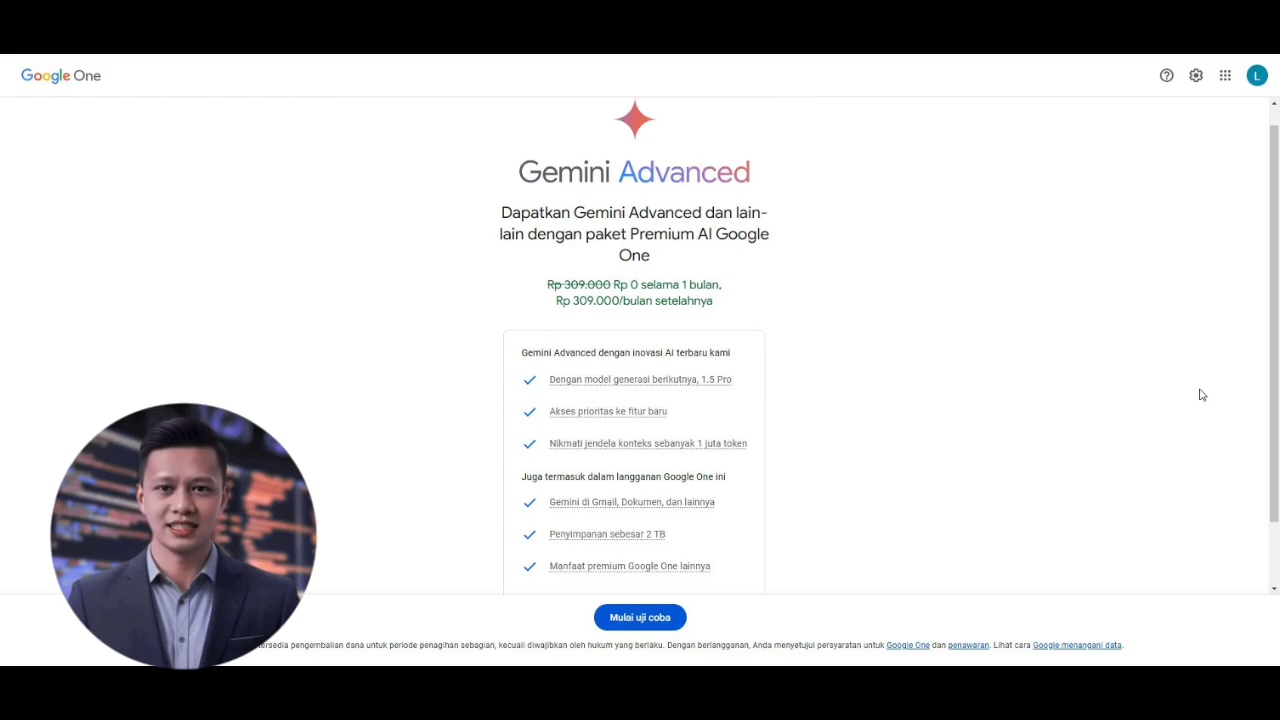 Google One
L
Gemini Advanced
Dapatkan Gemini Advanced dan lain-
lain dengan paket Premium AI Google
One
Rp 309.000 Rp 0 selama 1 bulan,
Rp 309.000/bulan setelahnya
Gemini Advanced dengan inovasi AI terbaru kami
Dengan model generasi berikutnya, 1.5 Pro
Akses prioritas ke fitur baru
Nikmati jendela konteks sebanyak 1 juta token
Juga termasuk dalam langganan Google One ini
Gemini di Gmail, Dokumen, dan lainnya
Penyimpanan sebesar 2 TB
Manfaat premium Google One lainnya
Mulai uji coba
tersedia pengembalian dana untuk periode penagihan sebagian, kecuali diwajibkan oleh hukum yang berlaku. Dengan berlangganan, Anda menyetujui persyaratan untuk Google One dan penawaran. Lihat cara Google menangani data.